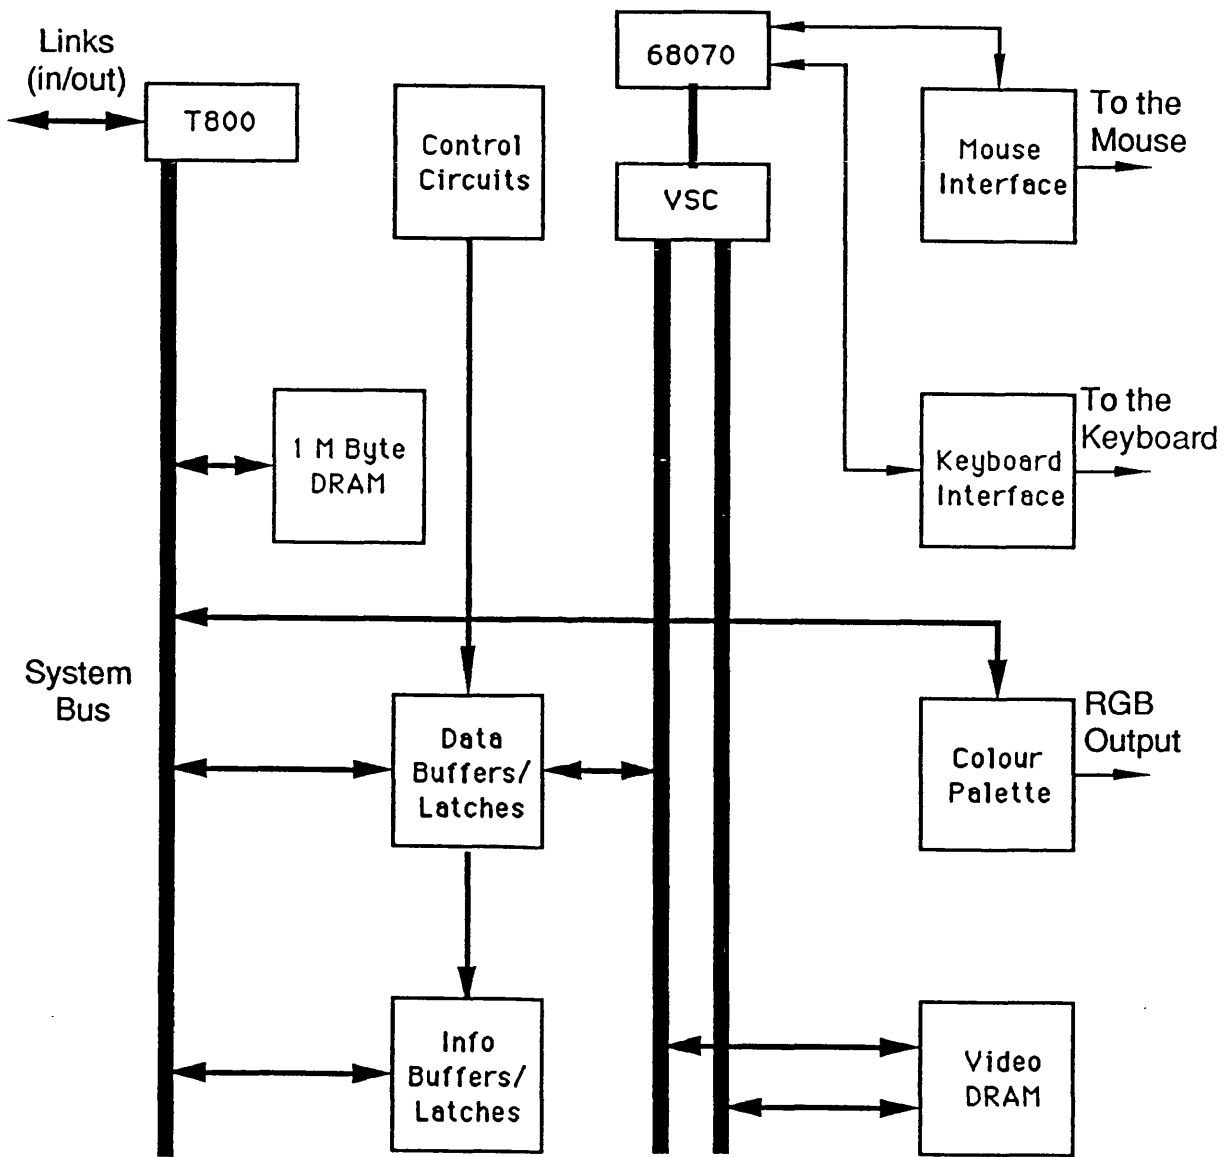 Links
(in/out)
T800
Control
Circuits
68070
VSC
Mouse
Interface
To the
Mouse
1 M Byte
DRAM
Keyboard
Interface
To the
Keyboard
System
Bus
Data
Buffers/
Latches
Colour
Palette
RGB
Output
Info
Buffers/
Latches
Video
DRAM